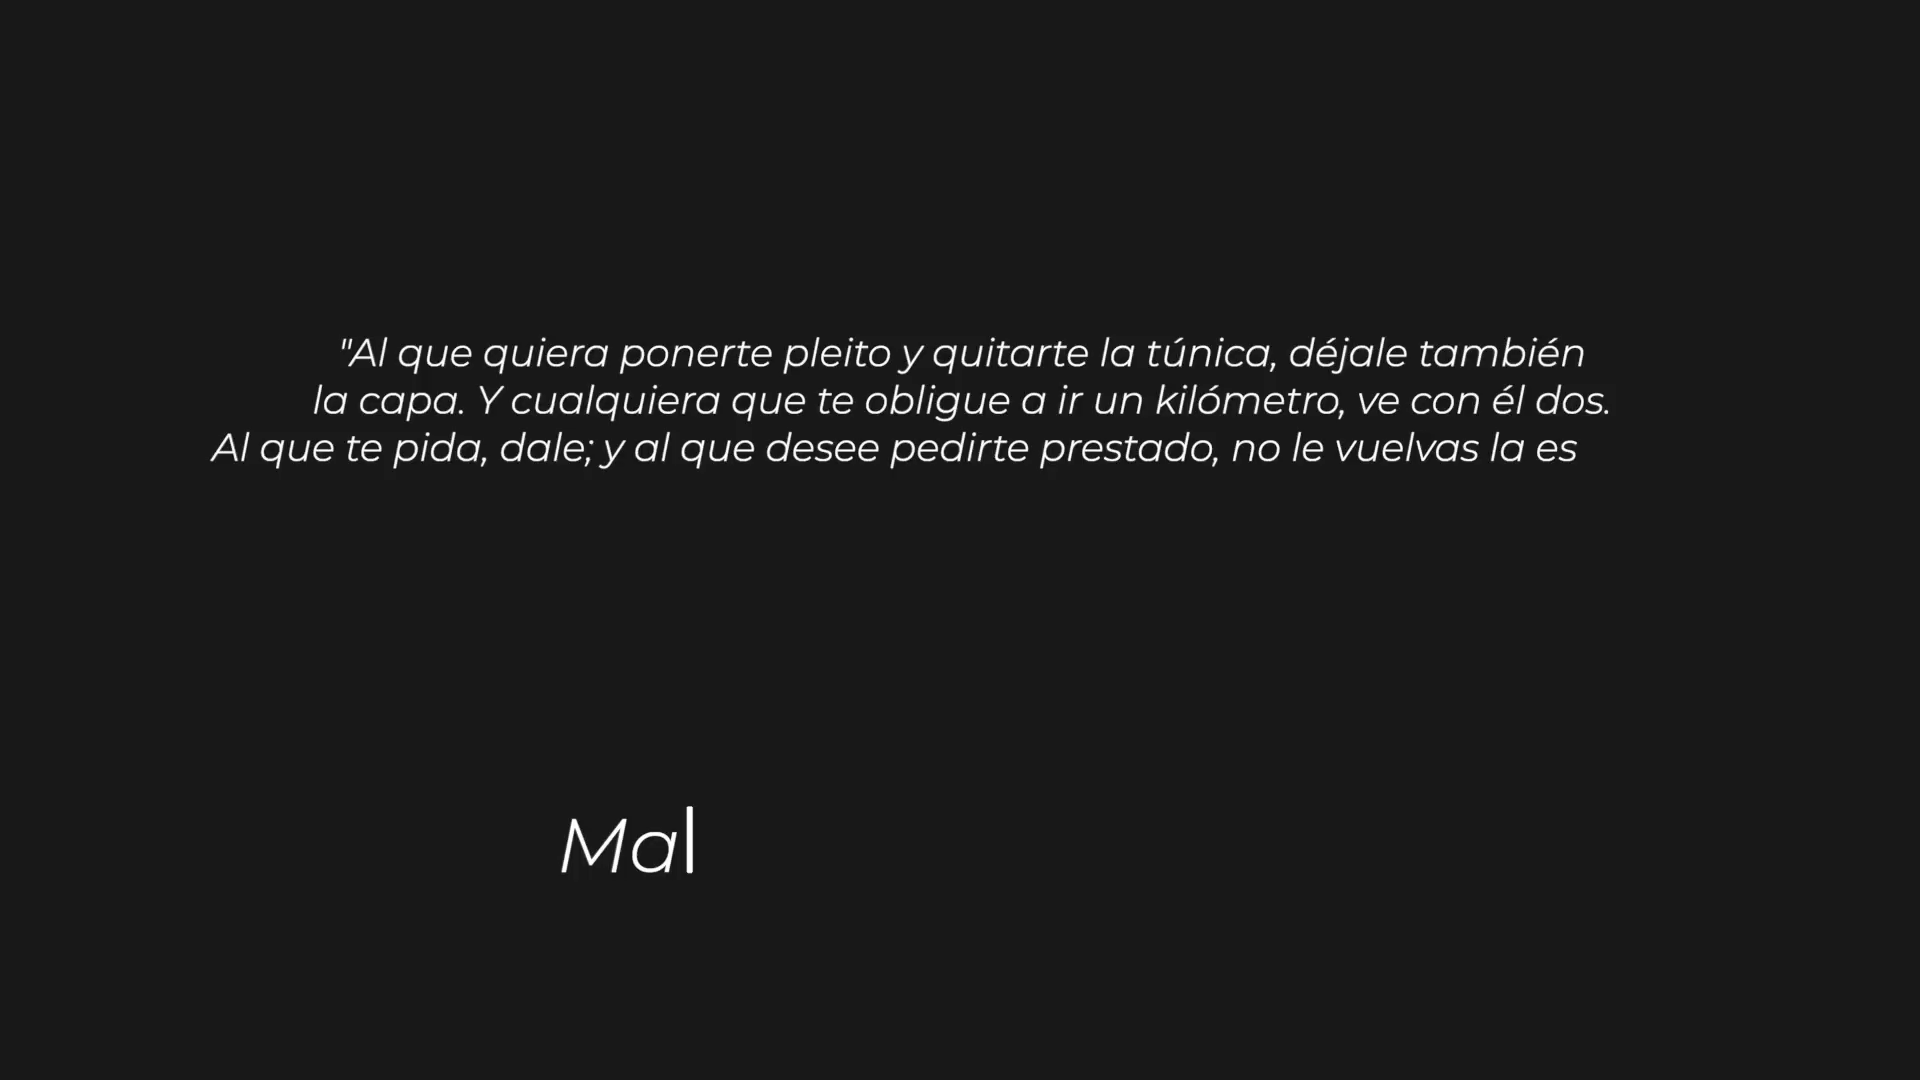 "Al que quiera ponerte pleito y quitarte la túnica, déjale también
la capa. Y cualquiera que te obligue a ir un kilómetro, ve con él dos.
Al que te pida, dale; y al que desee pedirte prestado, no le vuelvas la es
Ma